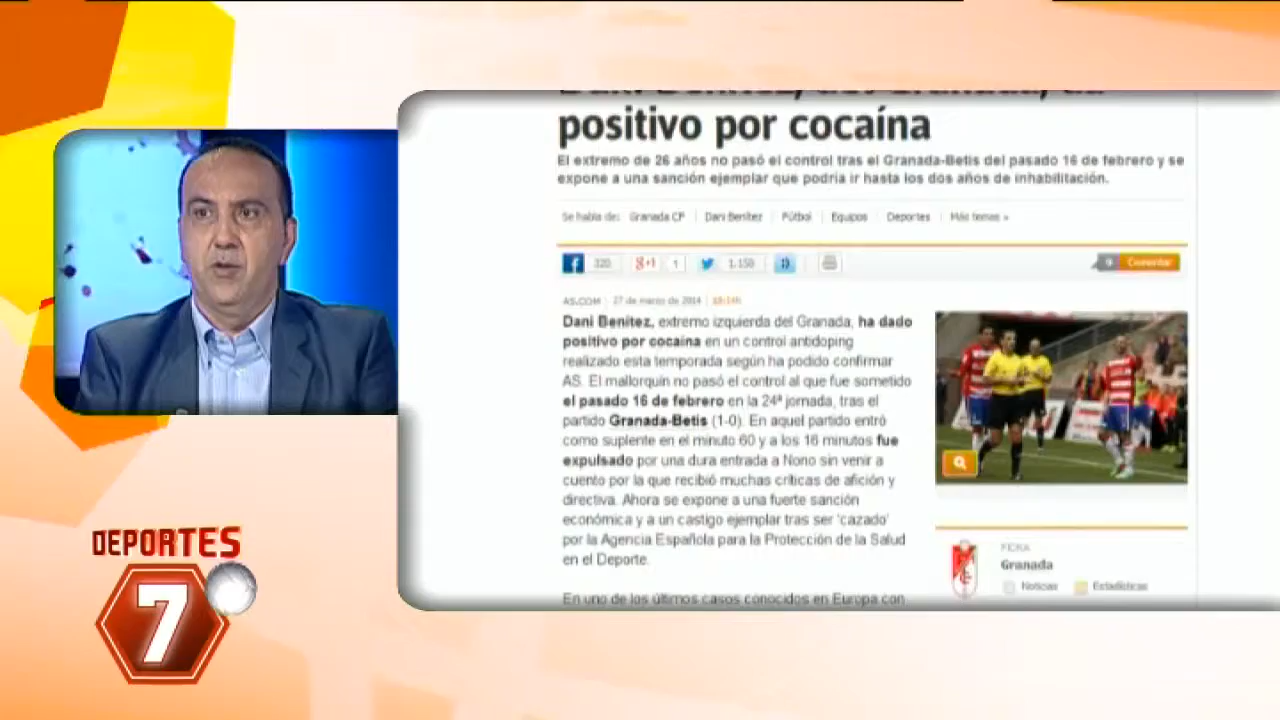 positivo por cocaína
El extremo de 26 años no pasó el control tras el Granada-Betis del pasado 16 de febrero y se
expone a una sanción ejemplar que podría ir hasta los dos años de inhabilitación.
Se habla de: Granada CF Dani Benítez Fútbol Equipos Deportes Más temas »
f 320 g+1 1 1.150 9 Comentar
AS.COM | 27 de marzo de 2014 |
Dani Benítez, extremo izquierda del Granada, ha dado
positivo por cocaína en un control antidoping
realizado esta temporada según ha podido confirmar
AS. El mallorquín no pasó el control al que fue sometido
el pasado 16 de febrero en la 24ª jornada, tras el
partido Granada-Betis (1-0). En aquel partido entró
como suplente en el minuto 60 y a los 16 minutos fue
expulsado por una dura entrada a Nono sin venir a
cuento por la que recibió muchas críticas de afición y
directiva. Ahora se expone a una fuerte sanción
económica y a un castigo ejemplar tras ser 'cazado'
por la Agencia Española para la Protección de la Salud
en el Deporte.
En uno de los últimos casos conocidos en Europa con
FICHA
Granada
Noticias Estadísticas
DEPORTES
7